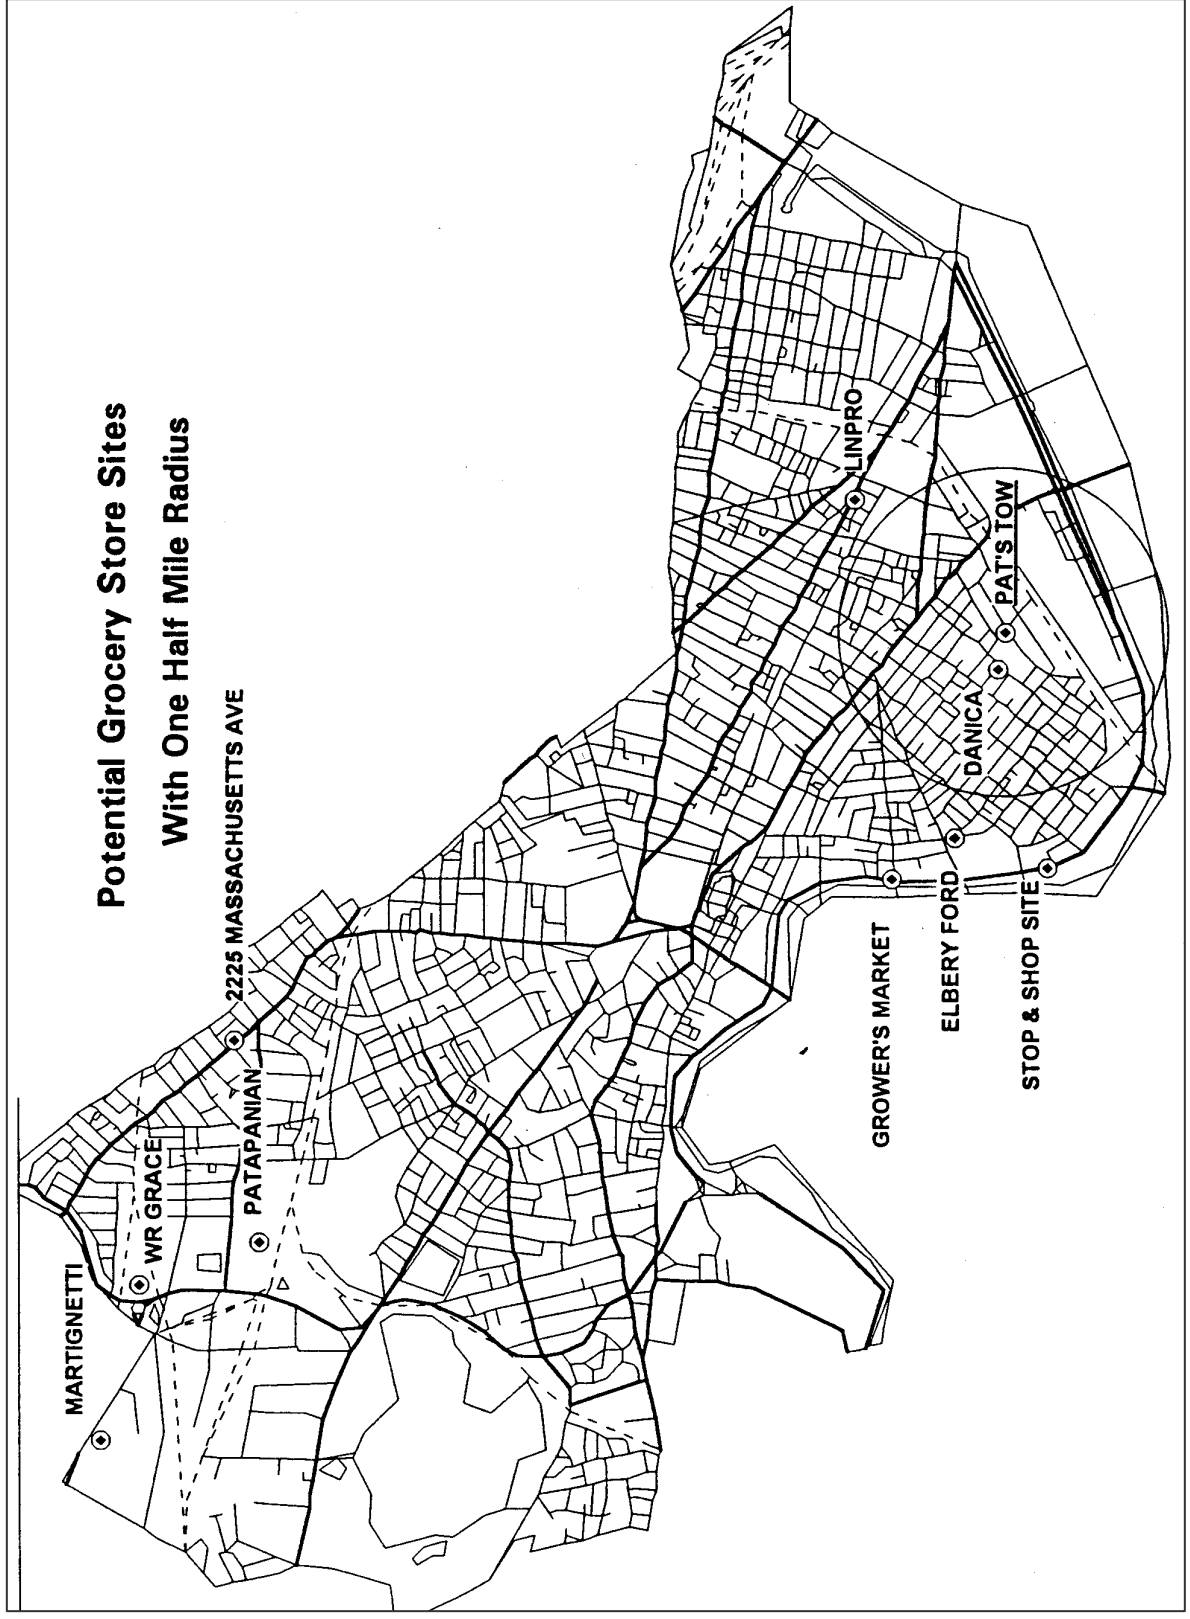 Potential Grocery Store Sites
With One Half Mile Radius
MARTIGNETTI
WR GRACE
PATAPANIAN
2225 MASSACHUSETTS AVE
GROWER'S MARKET
ELBERY FORD
STOP & SHOP SITE
DANICA
PAT'S TOW
LINPRO